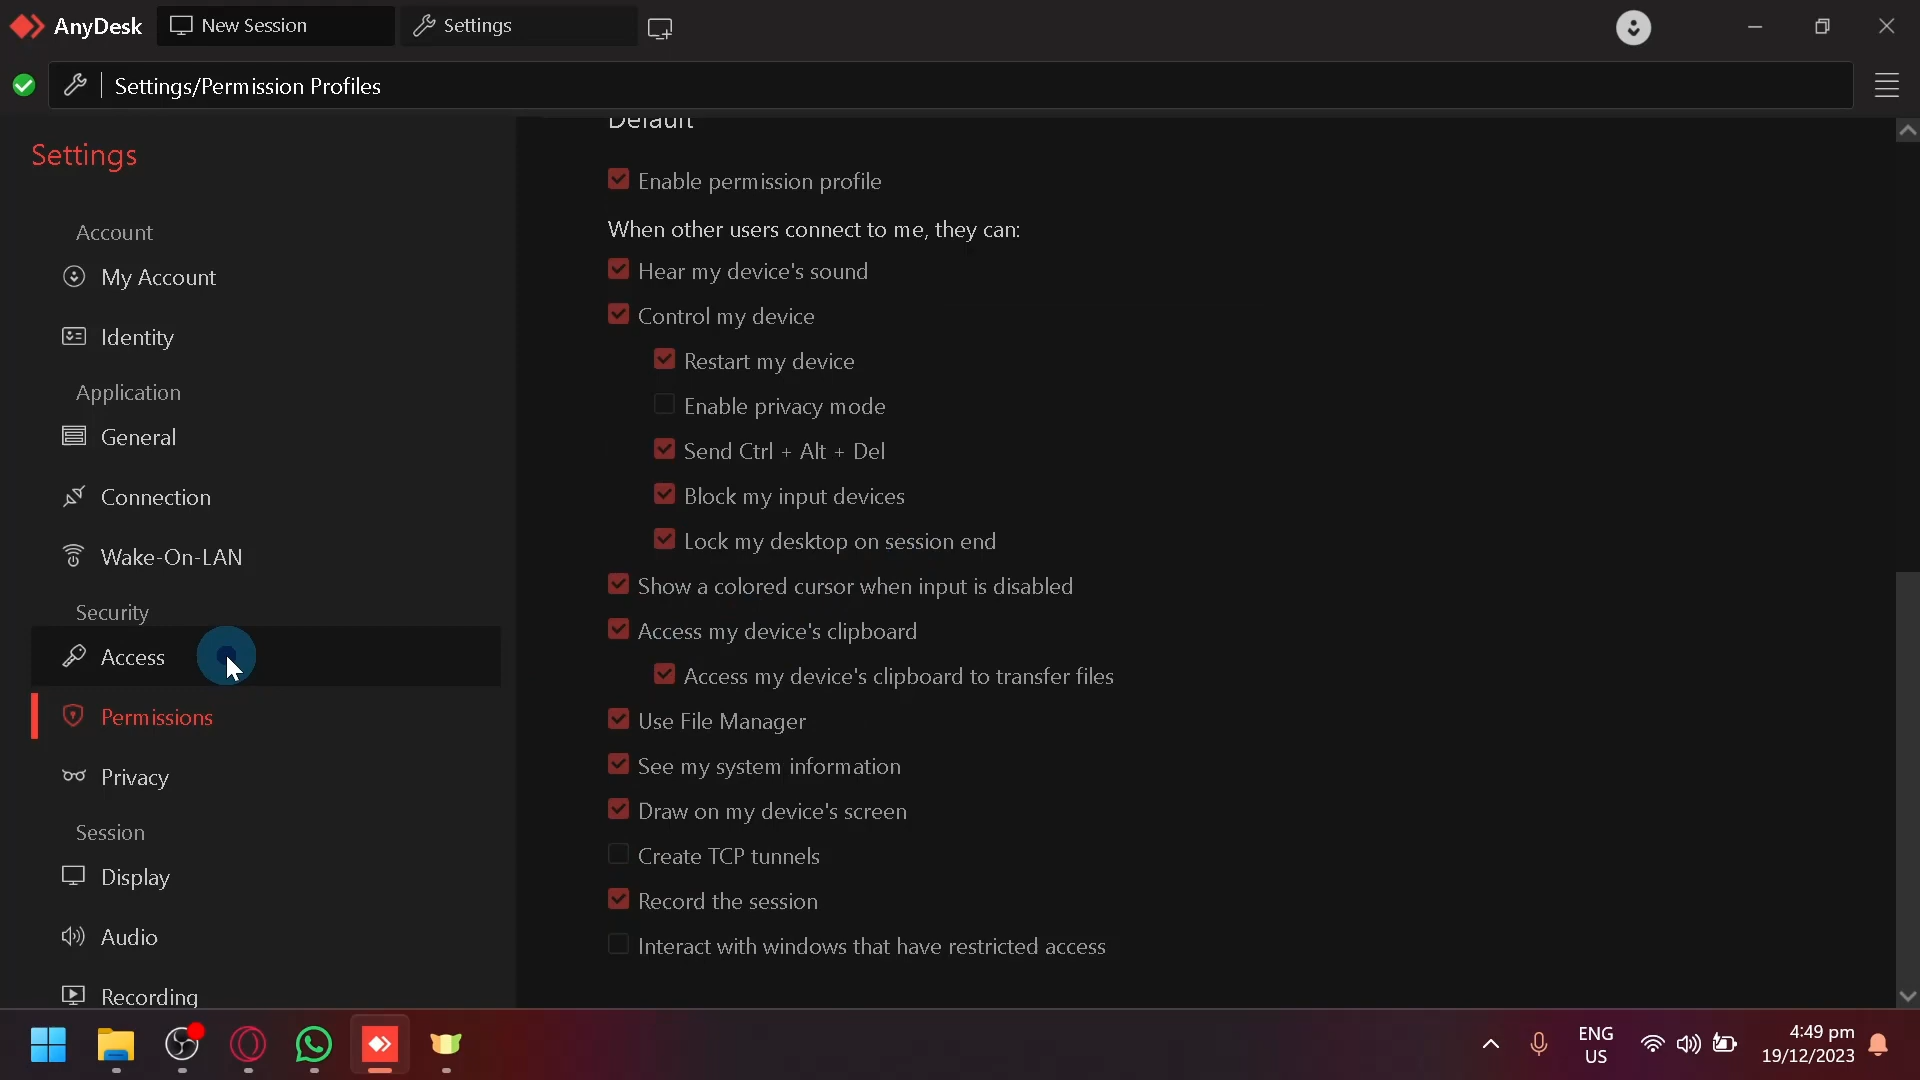 AnyDesk
New Session
Settings
Settings/Permission Profiles
Settings
Account
My Account
Identity
Application
General
Connection
Wake-On-LAN
Security
Access
Permissions
Privacy
Session
Display
Audio
Recording
Default
Enable permission profile
When other users connect to me, they can:
Hear my device's sound
Control my device
Restart my device
Enable privacy mode
Send Ctrl + Alt + Del
Block my input devices
Lock my desktop on session end
Show a colored cursor when input is disabled
Access my device's clipboard
Access my device's clipboard to transfer files
Use File Manager
See my system information
Draw on my device's screen
Create TCP tunnels
Record the session
Interact with windows that have restricted access
ENG
US
4:49 pm
19/12/2023